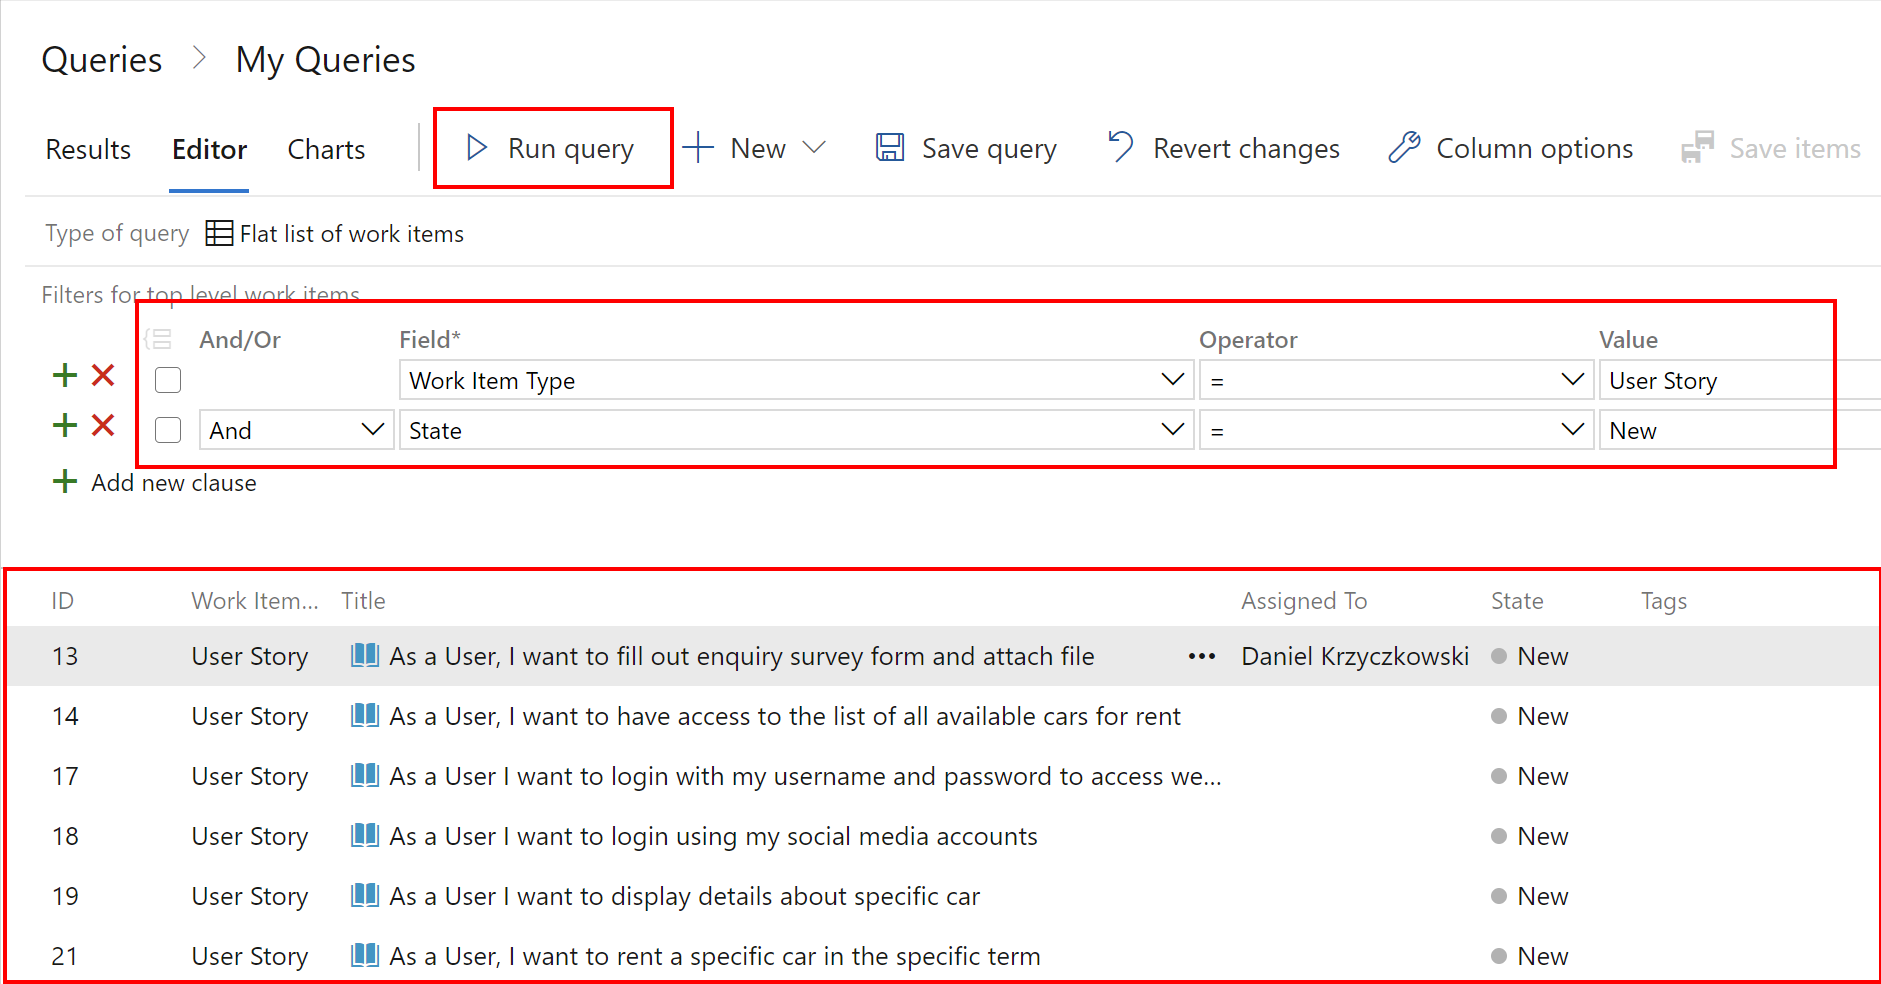 Queries > My Queries
Results Editor Charts Run query New Save query Revert changes Column options Save items
Type of query Flat list of work items
Filters for top level work items
And/Or Field* Operator Value
Work Item Type = User Story
And State = New
Add new clause
ID Work Item... Title Assigned To State Tags
13 User Story As a User, I want to fill out enquiry survey form and attach file ••• Daniel Krzyczkowski New
14 User Story As a User, I want to have access to the list of all available cars for rent New
17 User Story As a User I want to login with my username and password to access we... New
18 User Story As a User I want to login using my social media accounts New
19 User Story As a User I want to display details about specific car New
21 User Story As a User, I want to rent a specific car in the specific term New